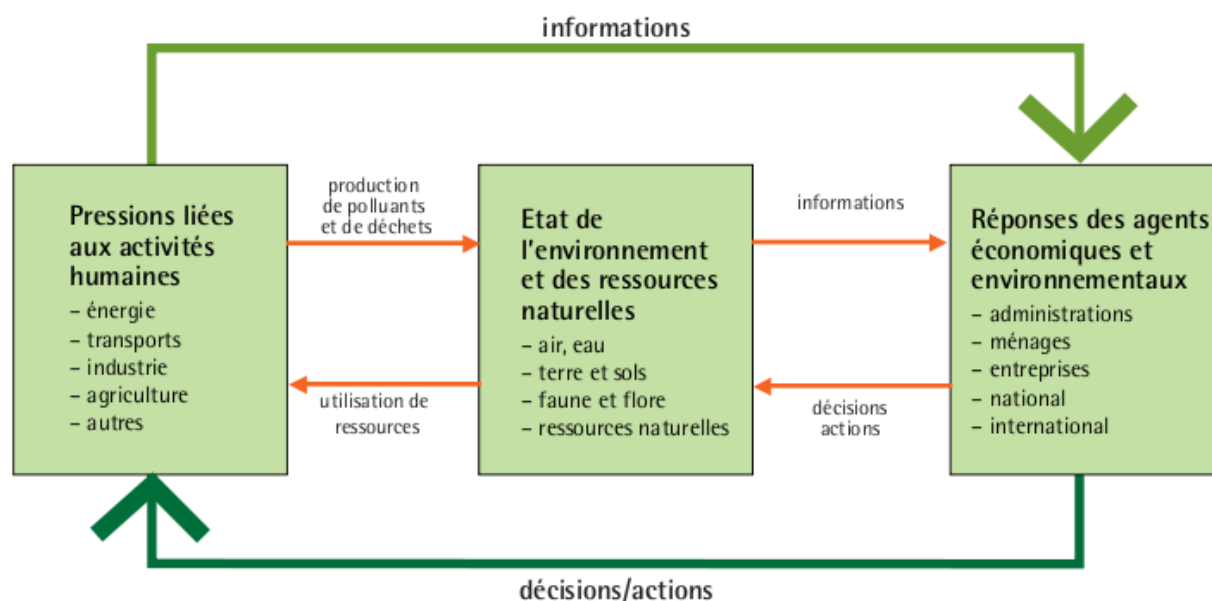 informations
Pressions liées
aux activités
humaines
– énergie
– transports
– industrie
– agriculture
– autres
production
de polluants
et de déchets
utilisation de
ressources
Etat de
l'environnement
et des ressources
naturelles
– air, eau
– terre et sols
– faune et flore
– ressources naturelles
informations
décisions
actions
Réponses des agents
économiques et
environnementaux
– administrations
– ménages
– entreprises
– national
– international
décisions/actions